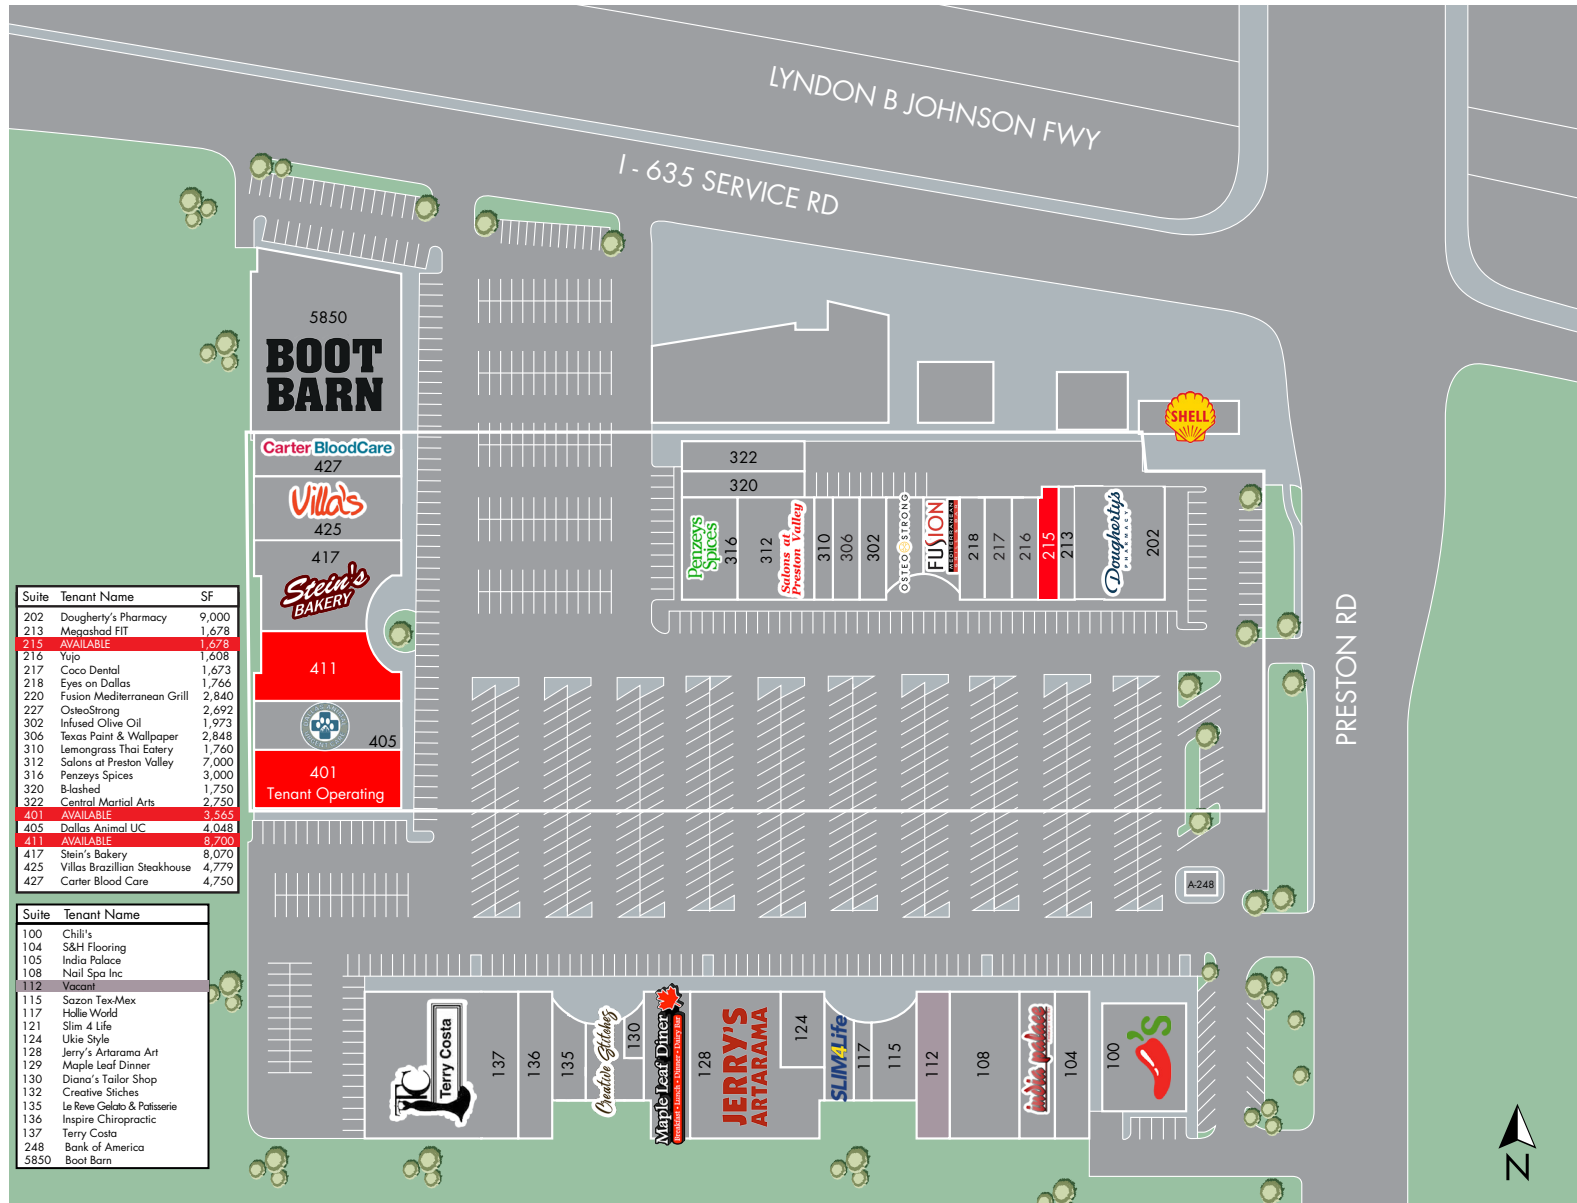 LYNDON B JOHNSON FWY
I - 635 SERVICE RD
PRESTON RD
5850
BOOT
BARN
Carter BloodCare
427
Villa's
425
417
Stein's
BAKERY
411
DALLAS ANIMAL
URGENT CARE
405
401
Tenant Operating
SHELL
322
320
Penzeys
Spices
316
312
Salons at
Preston Valley
310
306
302
OSTEO STRONG
FUSION
MEDITERRANEAN
218
217
216
215
213
Dougherty's
PHARMACY
202
A-248
Suite Tenant Name SF
202 Dougherty's Pharmacy 9,000
213 Megashad FIT 1,678
215 AVAILABLE 1,678
216 Yujo 1,608
217 Coco Dental 1,673
218 Eyes on Dallas 1,766
220 Fusion Mediterranean Grill 2,840
227 OsteoStrong 2,692
302 Infused Olive Oil 1,973
306 Texas Paint & Wallpaper 2,848
310 Lemongrass Thai Eatery 1,760
312 Salons at Preston Valley 7,000
316 Penzeys Spices 3,000
320 B-lashed 1,750
322 Central Martial Arts 2,750
401 AVAILABLE 3,565
405 Dallas Animal UC 4,048
411 AVAILABLE 8,700
417 Stein's Bakery 8,070
425 Villas Brazillian Steakhouse 4,779
427 Carter Blood Care 4,750
Suite Tenant Name
100 Chili's
104 S&H Flooring
105 India Palace
108 Nail Spa Inc
112 Vacant
115 Sazon Tex-Mex
117 Hollie World
121 Slim 4 Life
124 Ukie Style
128 Jerry's Artarama Art
129 Maple Leaf Dinner
130 Diana's Tailor Shop
132 Creative Stiches
135 Le Reve Gelato & Patisserie
136 Inspire Chiropractic
137 Terry Costa
248 Bank of America
5850 Boot Barn
TC
Terry Costa
137
136
135
Creative Stitches
130
Maple Leaf Diner
Breakfast • Lunch • Dinner • Dairy Bar
128
JERRY'S
ARTARAMA
124
SLIM4Life
117
115
112
108
india palace
104
100
N